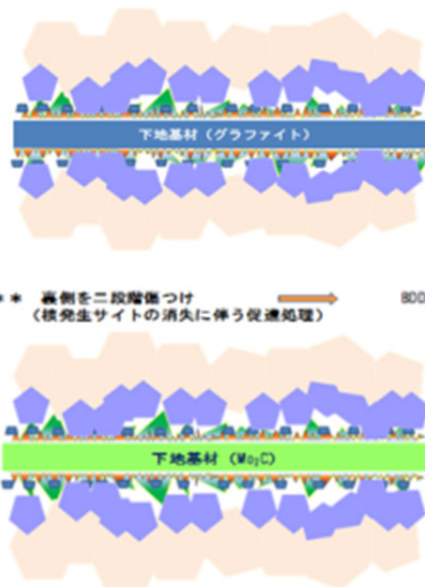 下地基材(グラファイト)
** 裏側を二段階傷つけ
800
(核発生サイトの消失に伴う促進処理)
下地基材(Mo₂C)